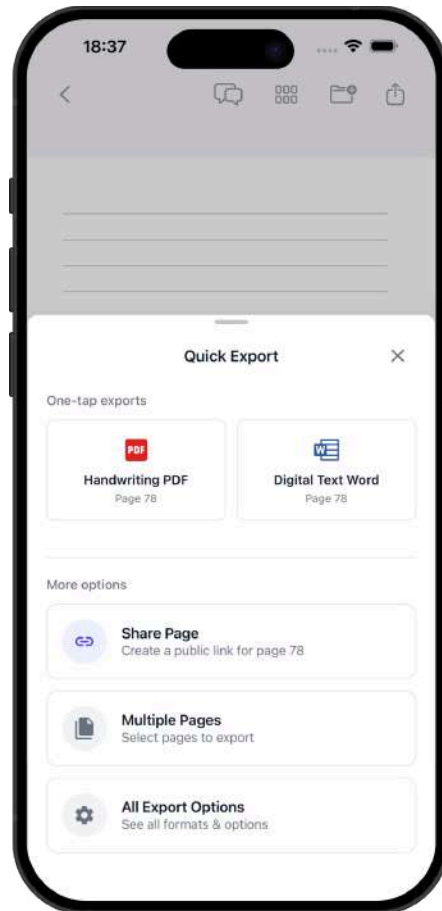 18:37
Quick Export
One-tap exports
PDF
Handwriting PDF
Page 78
W
Digital Text Word
Page 78
More options
Share Page
Create a public link for page 78
Multiple Pages
Select pages to export
All Export Options
See all formats & options